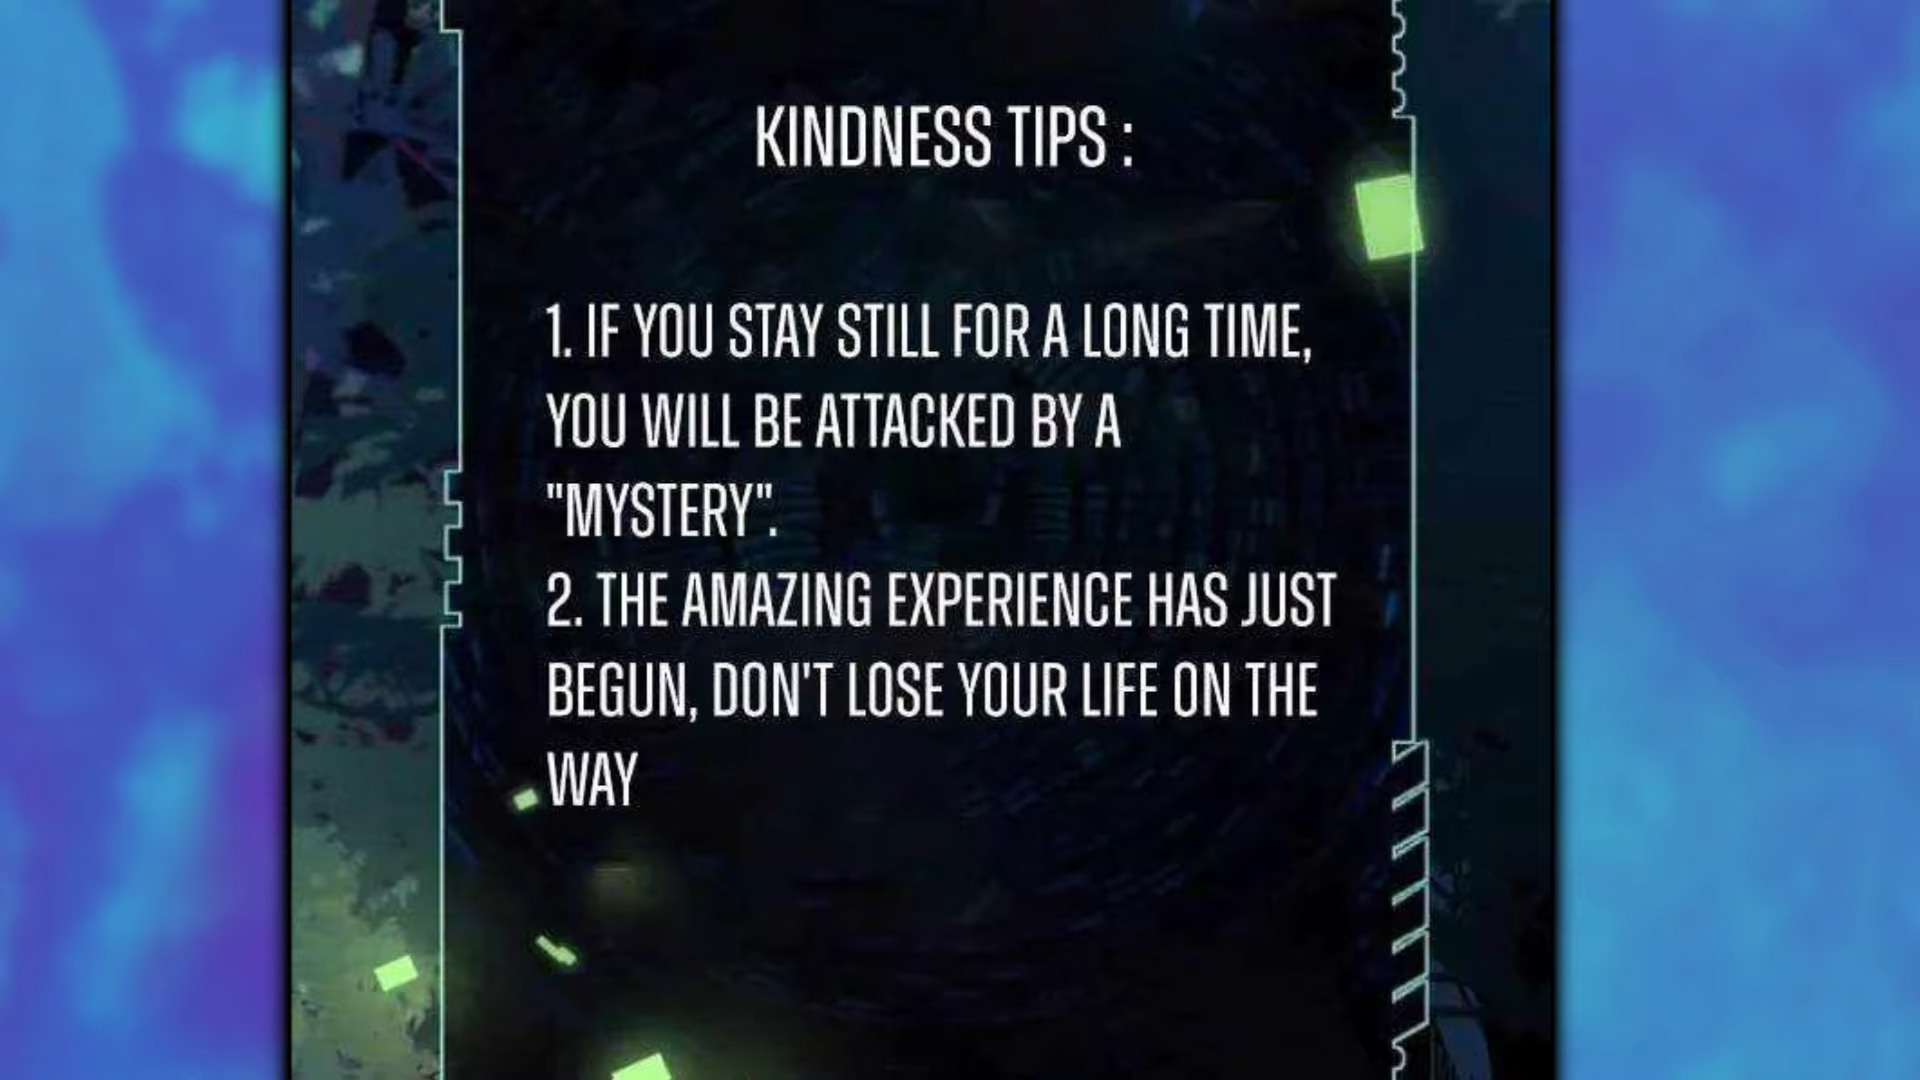 KINDNESS TIPS :
1. IF YOU STAY STILL FOR A LONG TIME,
YOU WILL BE ATTACKED BY A
"MYSTERY".
2. THE AMAZING EXPERIENCE HAS JUST
BEGUN, DON'T LOSE YOUR LIFE ON THE
WAY